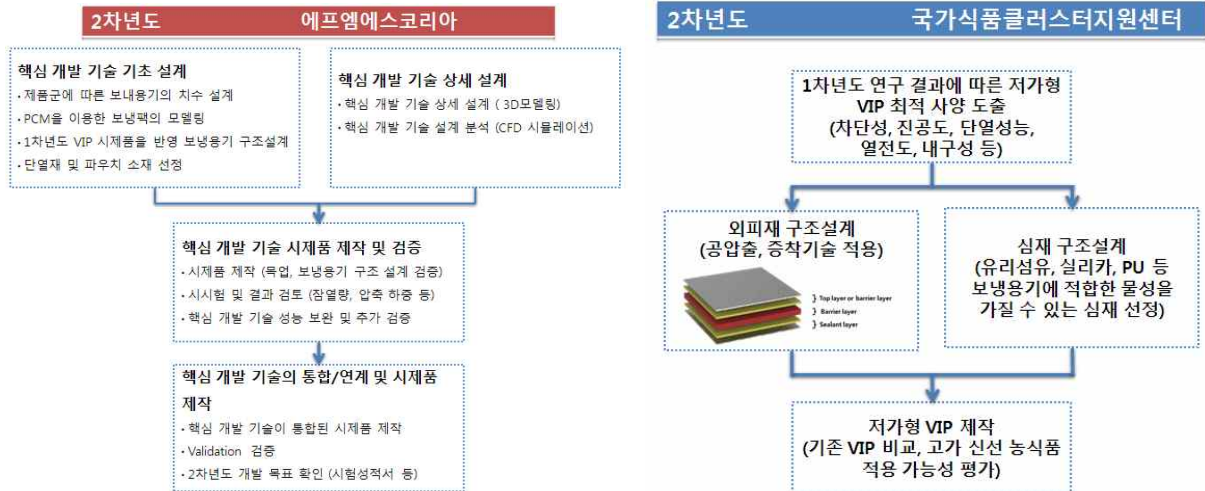 2차년도 에프엠에스코리아
핵심 개발 기술 기초 설계
• 제품군에 따른 보내용기의 치수 설계
• PCM을 이용한 보냉팩의 모델링
• 1차년도 VIP 시제품을 반영 보냉용기 구조설계
• 단열재 및 파우치 소재 선정
핵심 개발 기술 상세 설계
• 핵심 개발 기술 상세 설계 ( 3D모델링)
• 핵심 개발 기술 설계 분석 (CFD 시뮬레이션)
핵심 개발 기술 시제품 제작 및 검증
• 시제품 제작 (목업, 보냉용기 구조 설계 검증)
• 시시험 및 결과 검토 (잠열량, 압축 하중 등)
• 핵심 개발 기술 성능 보완 및 추가 검증
핵심 개발 기술의 통합/연계 및 시제품
제작
• 핵심 개발 기술이 통합된 시제품 제작
• Validation 검증
• 2차년도 개발 목표 확인 (시험성적서 등)
2차년도 국가식품클러스터지원센터
1차년도 연구 결과에 따른 저가형
VIP 최적 사양 도출
(차단성, 진공도, 단열성능,
열전도, 내구성 등)
외피재 구조설계
(공압출, 증착기술 적용)
} Top layer or barrier layer
} Barrier layer
} Sealant layer
심재 구조설계
(유리섬유, 실리카, PU 등
보냉용기에 적합한 물성을
가질 수 있는 심재 선정)
저가형 VIP 제작
(기존 VIP 비교, 고가 신선 농식품
적용 가능성 평가)